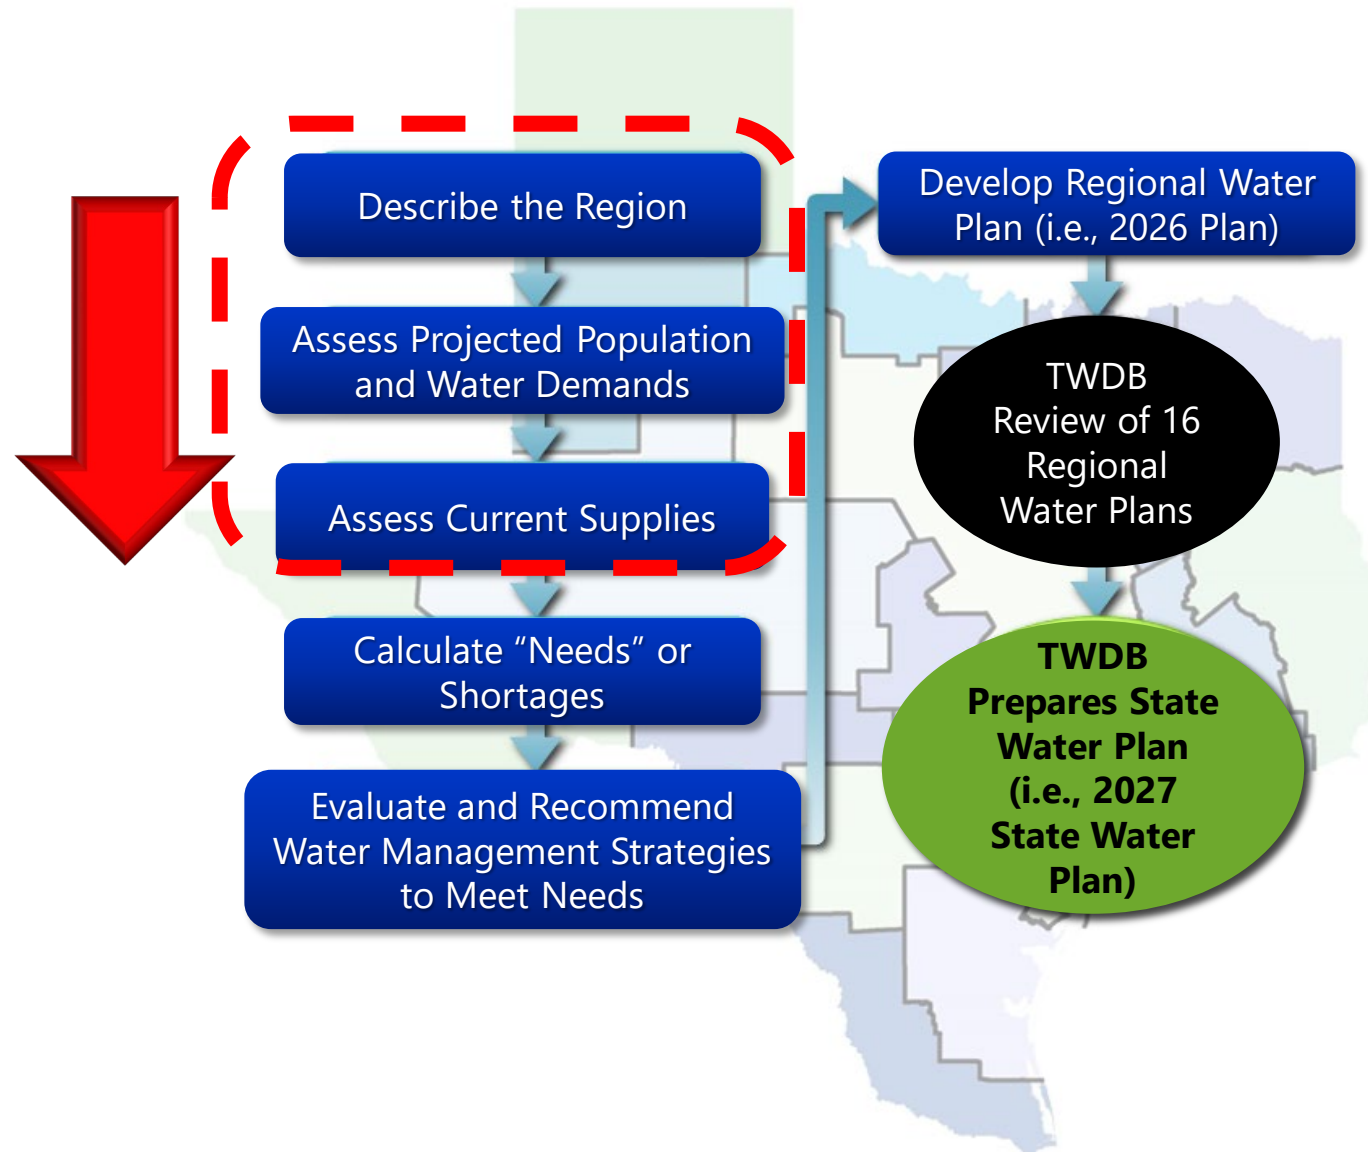 Describe the Region
Assess Projected Population
and Water Demands
Assess Current Supplies
Calculate “Needs” or
Shortages
Evaluate and Recommend
Water Management Strategies
to Meet Needs
Develop Regional Water
Plan (i.e., 2026 Plan)
TWDB
Review of 16
Regional
Water Plans
TWDB
Prepares State
Water Plan
(i.e., 2027
State Water
Plan)